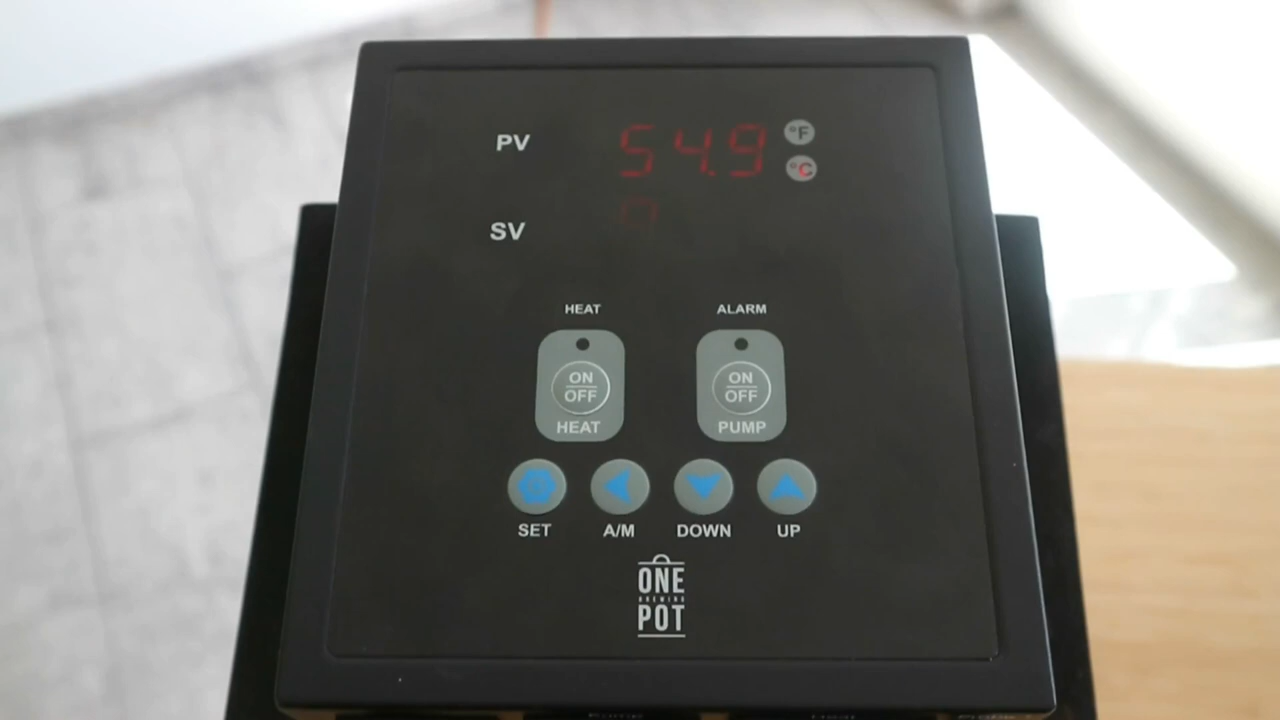 PV 54.9 °F
°C
SV
HEAT ALARM
ON ON
OFF OFF
HEAT PUMP
SET A/M DOWN UP
ONE
BREWING
POT